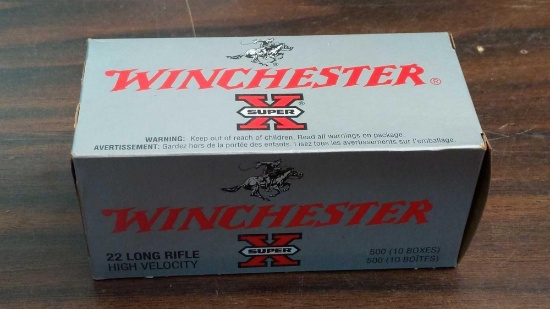 WINCHESTER®
SUPER X®
WARNING: Keep out of reach of children. Read all warnings on package.
AVERTISSEMENT: Gardez hors de la portée des enfants. Lisez tous les avertissements sur l'emballage.
WINCHESTER
SUPER X
22 LONG RIFLE
HIGH VELOCITY
500 (10 BOXES)
500 (10 BOÎTES)